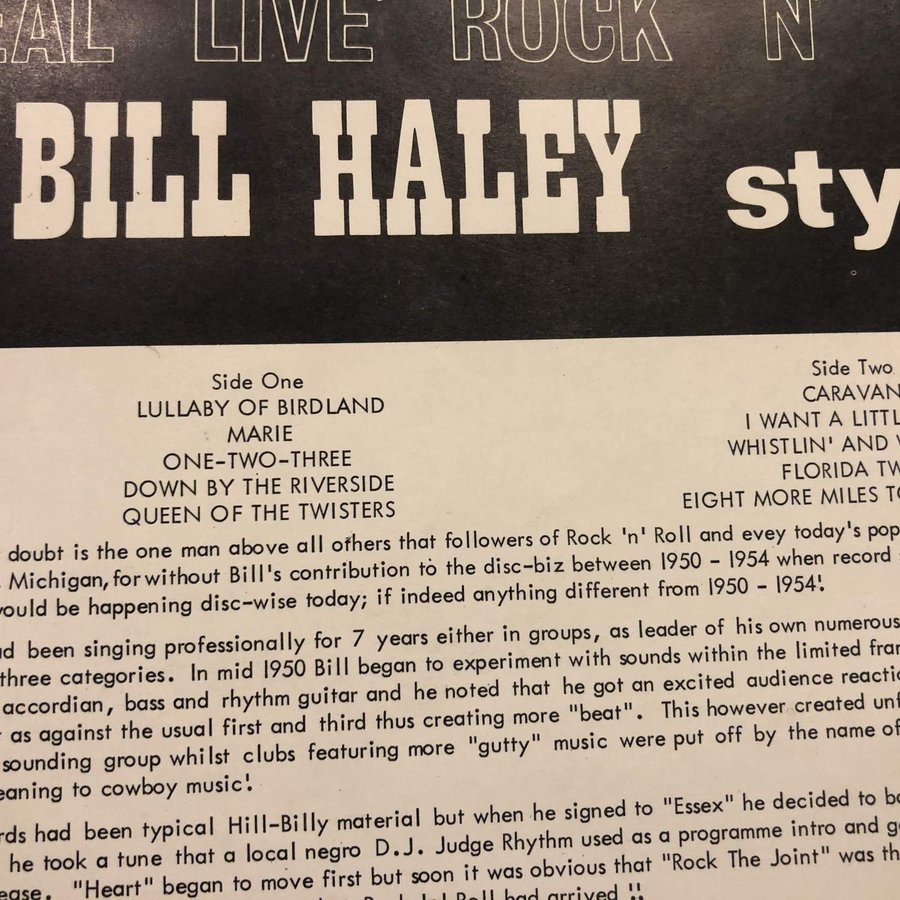 EAL LIVE ROCK 'N'
BILL HALEY sty
Side One
LULLABY OF BIRDLAND
MARIE
ONE-TWO-THREE
DOWN BY THE RIVERSIDE
QUEEN OF THE TWISTERS
Side Two
CARAVAN
I WANT A LITTL
WHISTLIN' AND W
FLORIDA TW
EIGHT MORE MILES TO
doubt is the one man above all others that followers of Rock 'n' Roll and evey today's pop
Michigan, for without Bill's contribution to the disc-biz between 1950 - 1954 when record
would be happening disc-wise today; if indeed anything different from 1950 - 1954!
ad been singing professionally for 7 years either in groups, as leader of his own numerous
three categories. In mid 1950 Bill began to experiment with sounds within the limited fra
accordian, bass and rhythm guitar and he noted that he got an excited audience reactio
as against the usual first and third thus creating more "beat". This however created unf
sounding group whilst clubs featuring more "gutty" music were put off by the name of
eaning to cowboy music!
rds had been typical Hill-Billy material but when he signed to "Essex" he decided to ba
he took a tune that a local negro D.J. Judge Rhythm used as a programme intro and g
ease. "Heart" began to move first but soon it was obvious that "Rock The Joint" was th
Roll had arrived !!